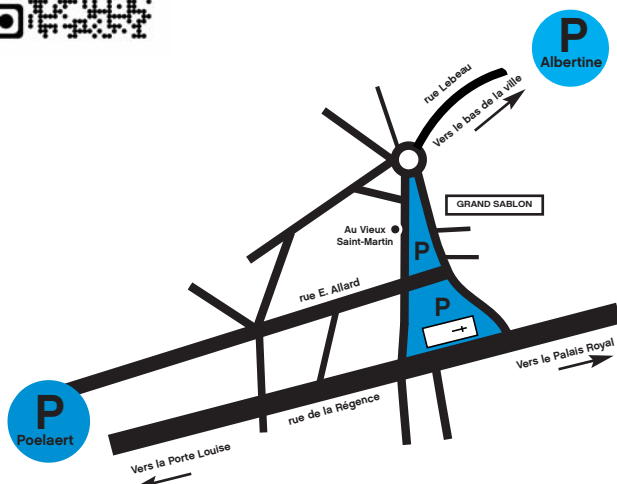 P
Albertine
rue Lebeau
Vers le bas de la ville
GRAND SABLON
Au Vieux
Saint-Martin
P
rue E. Allard
P
Vers le Palais Royal
P
Poelaert
rue de la Régence
Vers la Porte Louise